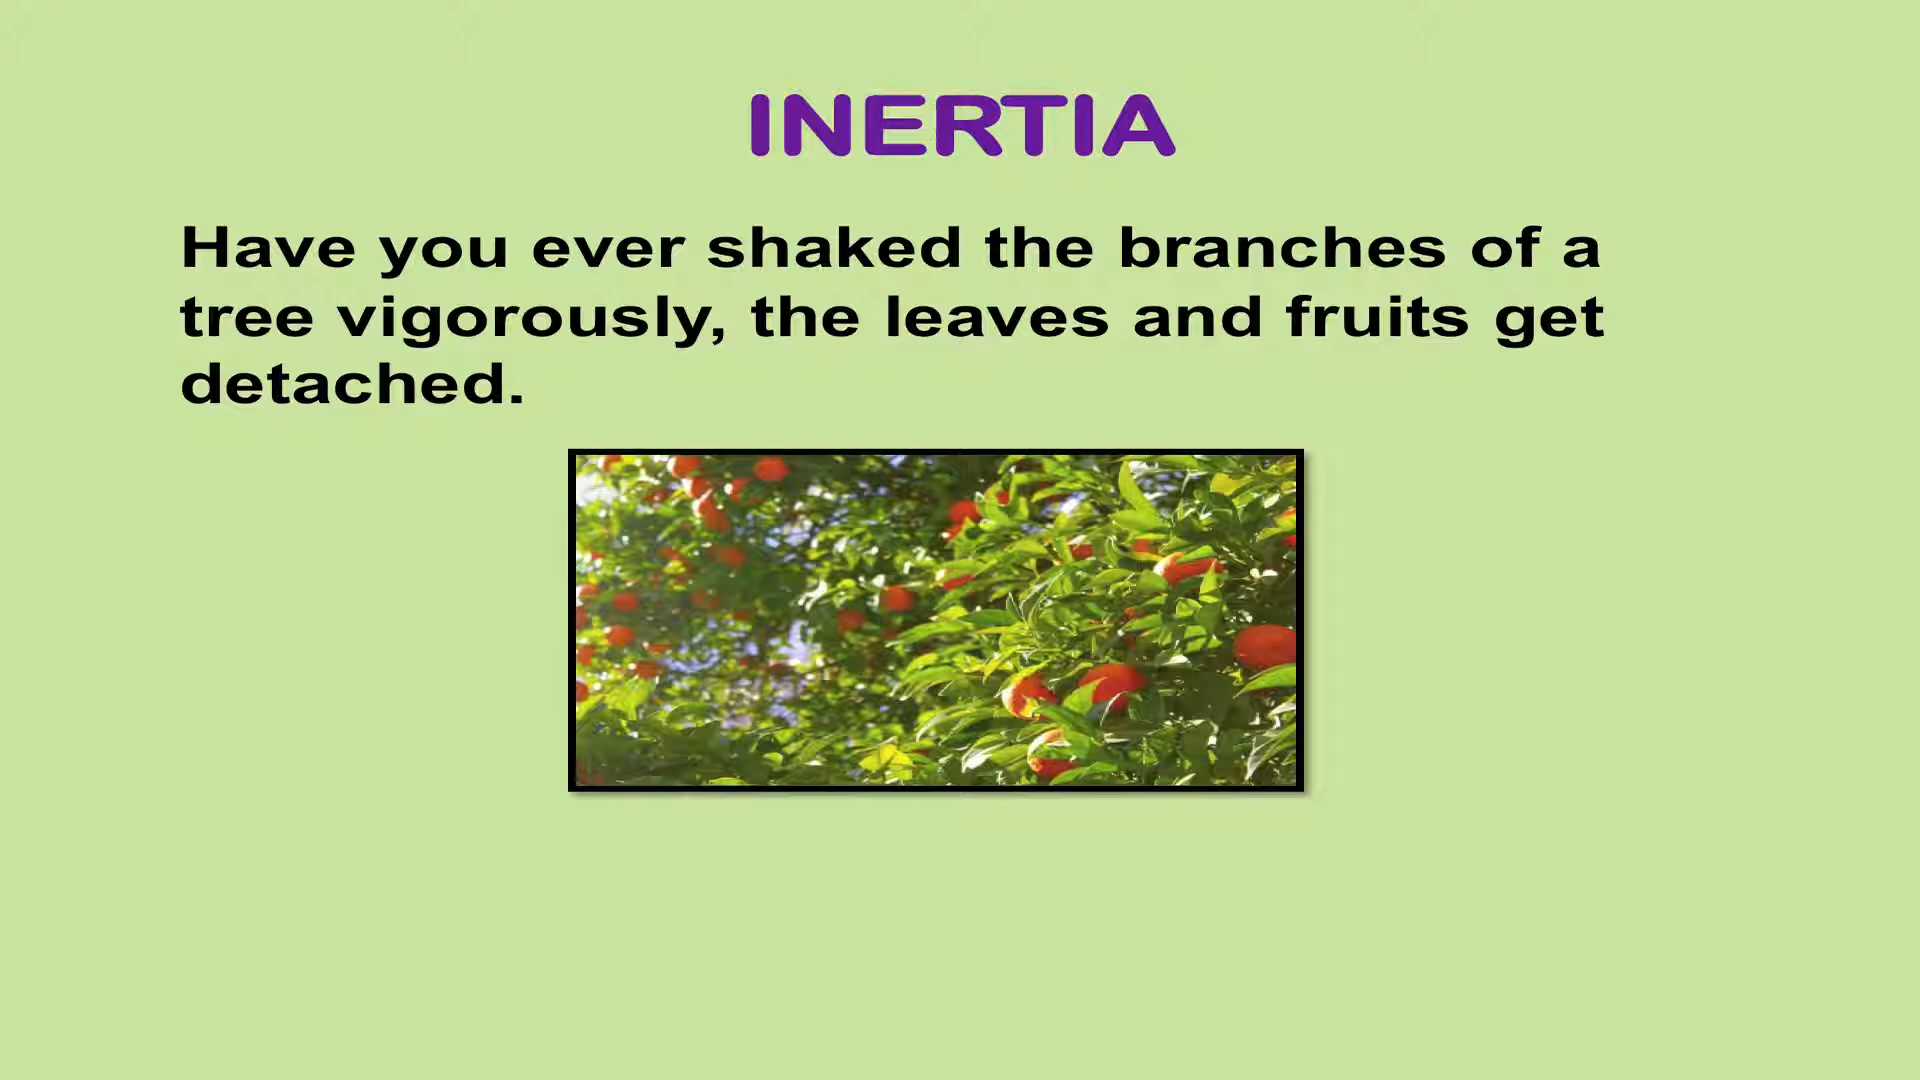 INERTIA
Have you ever shaked the branches of a
tree vigorously, the leaves and fruits get
detached.